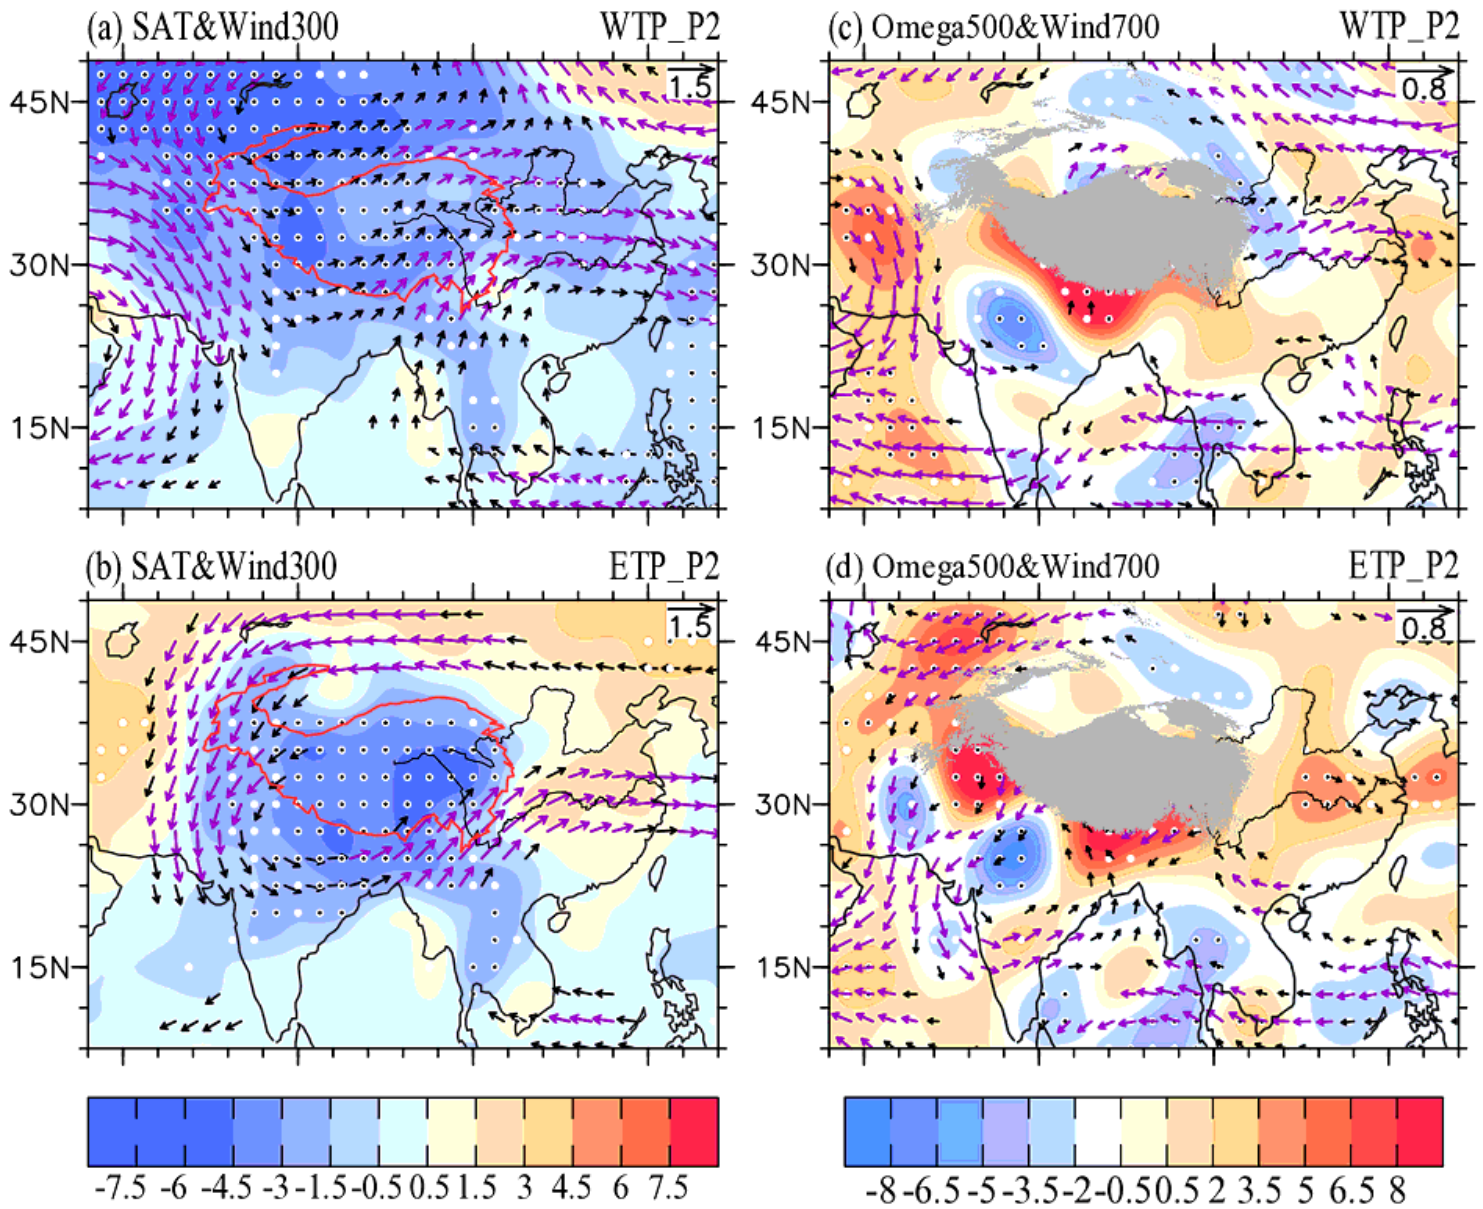 (a) SAT&Wind300 WTP_P2
1.5
45N
30N
15N
(c) Omega500&Wind700 WTP_P2
0.8
45N
30N
15N
(b) SAT&Wind300 ETP_P2
1.5
45N
30N
15N
(d) Omega500&Wind700 ETP_P2
0.8
45N
30N
15N
-7.5 -6 -4.5 -3 -1.5 -0.5 0.5 1.5 3 4.5 6 7.5
-8 -6.5 -5 -3.5 -2 -0.5 0.5 2 3.5 5 6.5 8